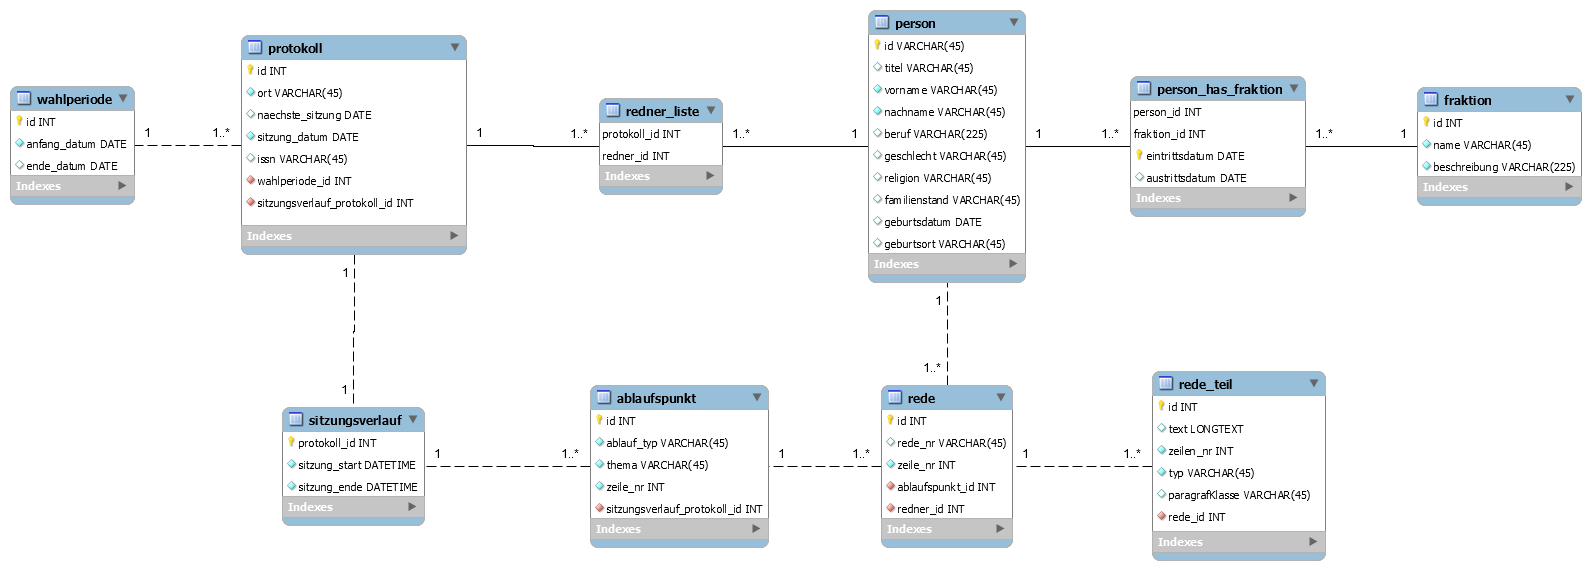 wahlperiode
id INT
anfang_datum DATE
ende_datum DATE
Indexes
1
1..*
protokoll
id INT
ort VARCHAR(45)
naechste_sitzung DATE
sitzung_datum DATE
issn VARCHAR(45)
wahlperiode_id INT
sitzungsverlauf_protokoll_id INT
Indexes
1
1..*
redner_liste
protokoll_id INT
redner_id INT
Indexes
1..*
1
person
id VARCHAR(45)
titel VARCHAR(45)
vorname VARCHAR(45)
nachname VARCHAR(45)
beruf VARCHAR(225)
geschlecht VARCHAR(45)
religion VARCHAR(45)
familienstand VARCHAR(45)
geburtsdatum DATE
geburtsort VARCHAR(45)
Indexes
1
1..*
person_has_fraktion
person_id INT
fraktion_id INT
eintrittsdatum DATE
austrittsdatum DATE
Indexes
1..*
1
fraktion
id INT
name VARCHAR(45)
beschreibung VARCHAR(225)
Indexes
1
1
1
1..*
sitzungsverlauf
protokoll_id INT
sitzung_start DATETIME
sitzung_ende DATETIME
Indexes
1
1..*
ablaufspunkt
id INT
ablauf_typ VARCHAR(45)
thema VARCHAR(45)
zeile_nr INT
sitzungsverlauf_protokoll_id INT
Indexes
1
1..*
rede
id INT
rede_nr VARCHAR(45)
zeile_nr INT
ablaufspunkt_id INT
redner_id INT
Indexes
1
1..*
rede_teil
id INT
text LONGTEXT
zeilen_nr INT
typ VARCHAR(45)
paragrafKlasse VARCHAR(45)
rede_id INT
Indexes